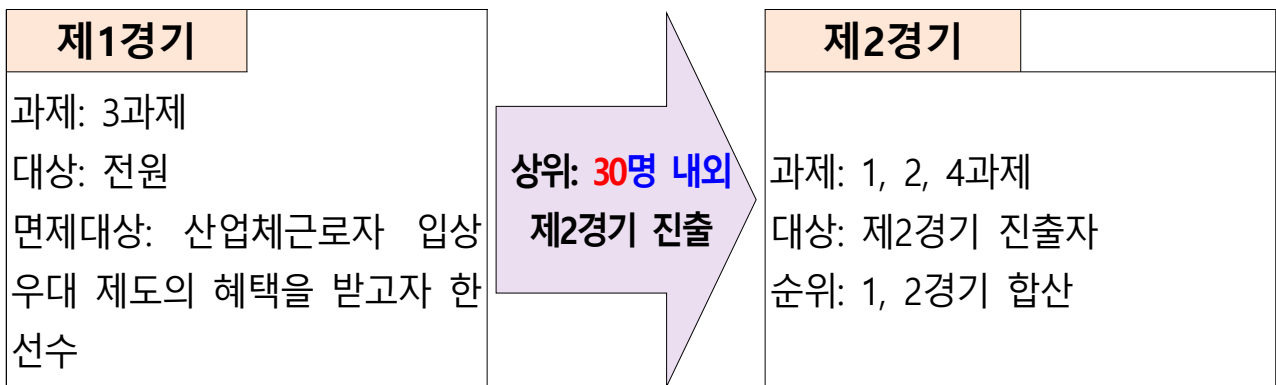 제1경기
과제: 3과제
대상: 전원
면제대상: 산업체근로자 입상
우대 제도의 혜택을 받고자 한
선수
상위: 30명 내외
제2경기 진출
제2경기
과제: 1, 2, 4과제
대상: 제2경기 진출자
순위: 1, 2경기 합산